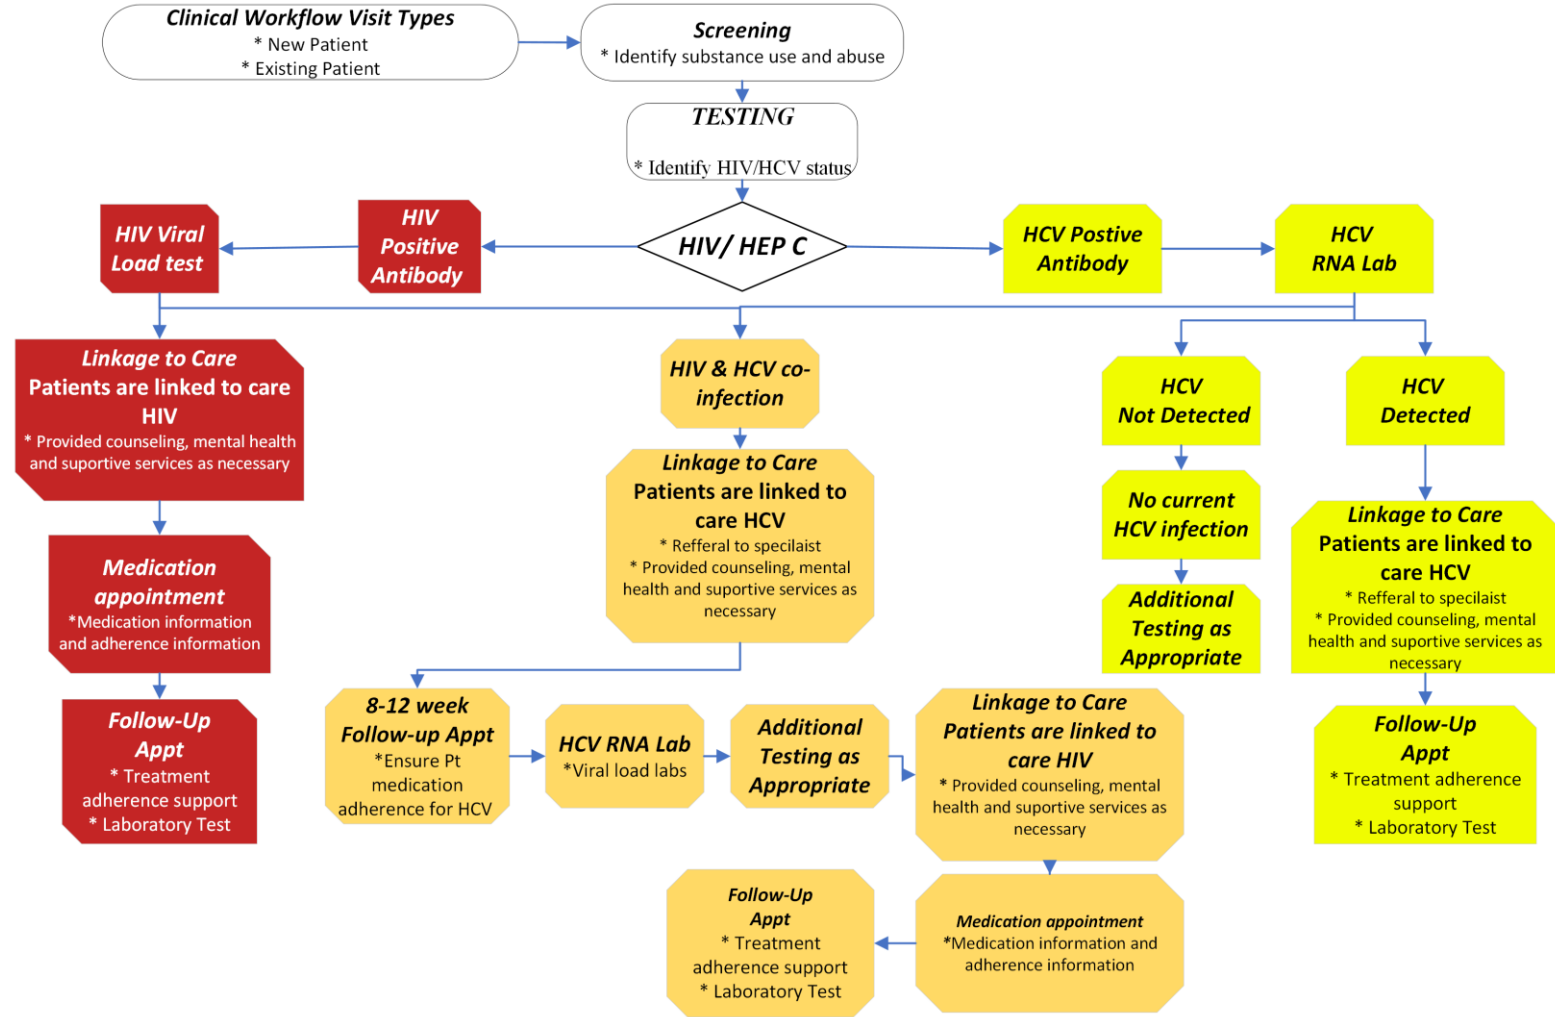 Clinical Workflow Visit Types
* New Patient
* Existing Patient
Screening
* Identify substance use and abuse
TESTING
* Identify HIV/HCV status
HIV/ HEP C
HIV
Positive
Antibody
HIV Viral
Load test
HCV Postive
Antibody
HCV
RNA Lab
Linkage to Care
Patients are linked to care
HIV
* Provided counseling, mental health
and suportive services as necessary
Medication
appointment
*Medication information
and adherence information
Follow-Up
Appt
* Treatment
adherence support
* Laboratory Test
HIV & HCV co-
infection
Linkage to Care
Patients are linked to
care HCV
* Refferal to specilaist
* Provided counseling, mental
health and suportive services as
necessary
8-12 week
Follow-up Appt
*Ensure Pt
medication
adherence for HCV
HCV RNA Lab
*Viral load labs
Additional
Testing as
Appropriate
Linkage to Care
Patients are linked to
care HIV
* Provided counseling, mental
health and suportive services as
necessary
Medication appointment
*Medication information and
adherence information
Follow-Up
Appt
* Treatment
adherence support
* Laboratory Test
HCV
Not Detected
No current
HCV infection
Additional
Testing as
Appropriate
HCV
Detected
Linkage to Care
Patients are linked to
care HCV
* Refferal to specilaist
* Provided counseling, mental
health and suportive services as
necessary
Follow-Up
Appt
* Treatment adherence
support
* Laboratory Test